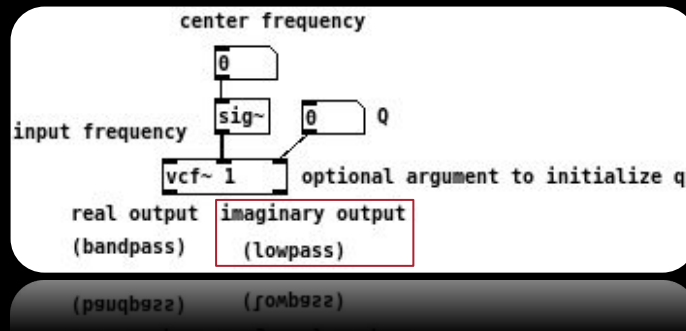 center frequency
0
sig~
0
Q
input frequency
vcf~ 1
optional argument to initialize q
real output
imaginary output
(bandpass)
(lowpass)